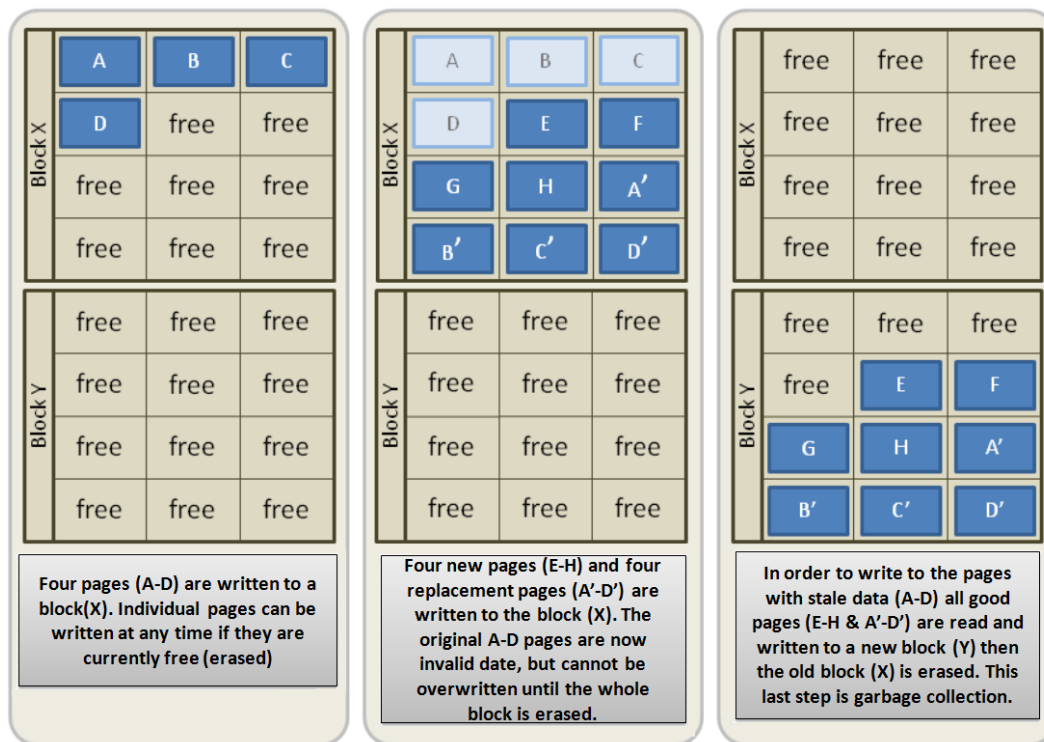 Block X
A B C
D free free
free free free
free free free
Block Y
free free free
free free free
free free free
free free free
Four pages (A-D) are written to a
block(X). Individual pages can be
written at any time if they are
currently free (erased)
Block X
A B C
D E F
G H A'
B' C' D'
Block Y
free free free
free free free
free free free
free free free
Four new pages (E-H) and four
replacement pages (A'-D') are
written to the block (X). The
original A-D pages are now
invalid date, but cannot be
overwritten until the whole
block is erased.
Block X
free free free
free free free
free free free
free free free
Block Y
free free free
free E F
G H A'
B' C' D'
In order to write to the pages
with stale data (A-D) all good
pages (E-H & A'-D') are read and
written to a new block (Y) then
the old block (X) is erased. This
last step is garbage collection.